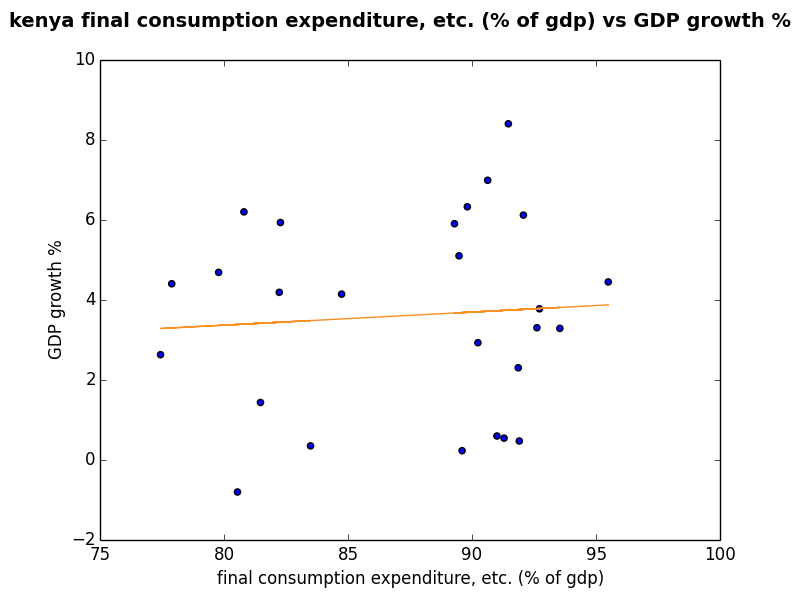 kenya final consumption expenditure, etc. (% of gdp) vs GDP growth %
10
8
6
4
2
0
−2
GDP growth %
75 80 85 90 95 100
final consumption expenditure, etc. (% of gdp)